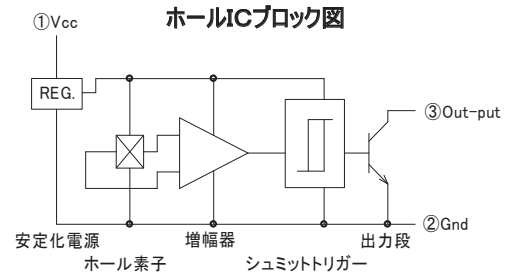 ホールICブロック図
①Vcc
REG.
③Out-put
②Gnd
安定化電源
ホール素子
増幅器
シュミットトリガー
出力段